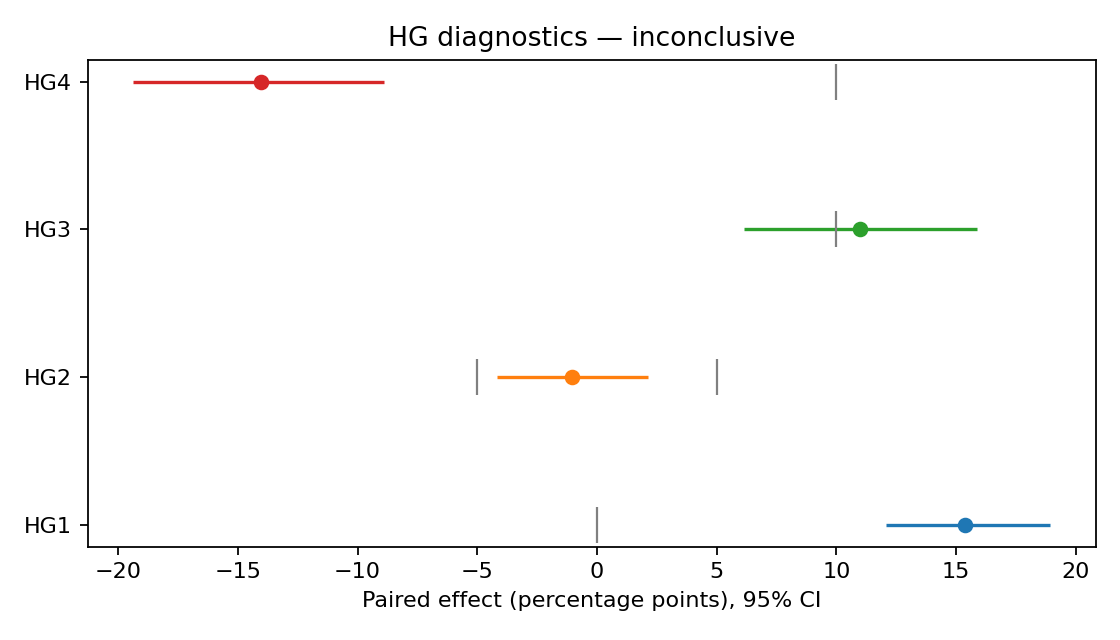 HG diagnostics — inconclusive
HG4
HG3
HG2
HG1
−20 −15 −10 −5 0 5 10 15 20
Paired effect (percentage points), 95% CI